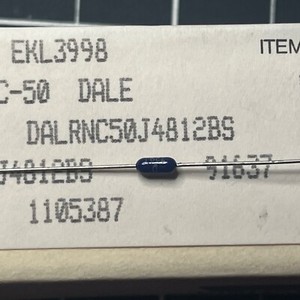 EKL3998
ITEM
C-50 DALE
DALRNC50J4812BS
J4812BS 91637
1105387